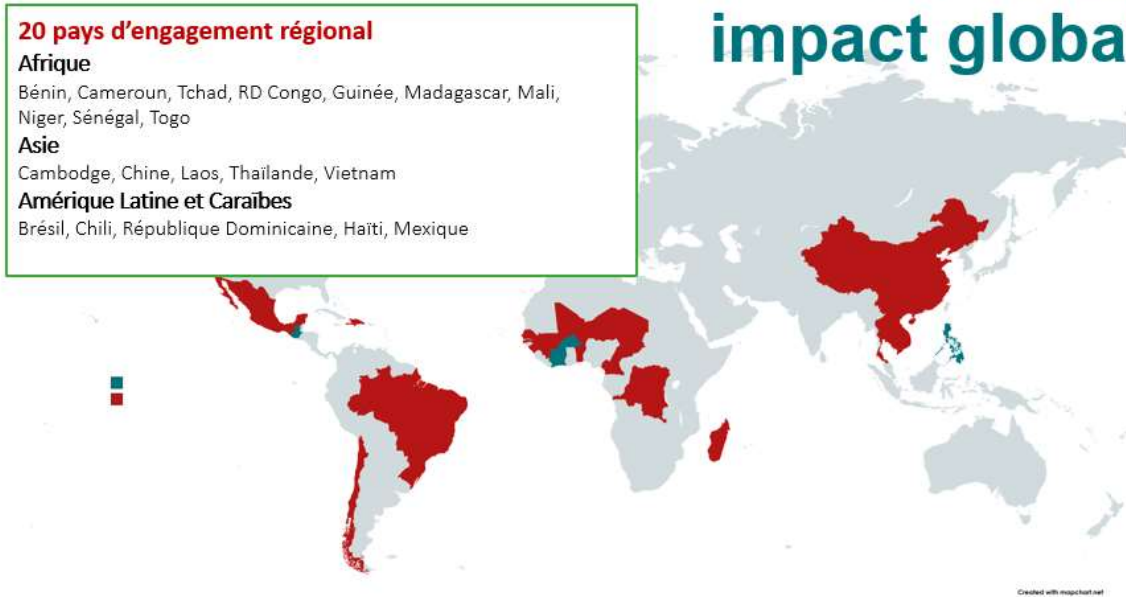 20 pays d’engagement régional
Afrique
Bénin, Cameroun, Tchad, RD Congo, Guinée, Madagascar, Mali,
Niger, Sénégal, Togo
Asie
Cambodge, Chine, Laos, Thaïlande, Vietnam
Amérique Latine et Caraïbes
Brésil, Chili, République Dominicaine, Haïti, Mexique
impact globa
Created with mapchart.net